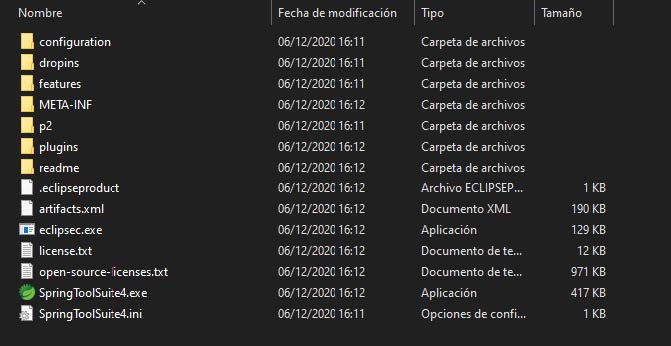 Nombre Fecha de modificación Tipo Tamaño
configuration 06/12/2020 16:11 Carpeta de archivos
dropins 06/12/2020 16:11 Carpeta de archivos
features 06/12/2020 16:11 Carpeta de archivos
META-INF 06/12/2020 16:12 Carpeta de archivos
p2 06/12/2020 16:11 Carpeta de archivos
plugins 06/12/2020 16:12 Carpeta de archivos
readme 06/12/2020 16:12 Carpeta de archivos
.eclipseproduct 06/12/2020 16:12 Archivo ECLIPSEP... 1 KB
artifacts.xml 06/12/2020 16:12 Documento XML 190 KB
eclipsec.exe 06/12/2020 16:12 Aplicación 129 KB
license.txt 06/12/2020 16:12 Documento de te... 12 KB
open-source-licenses.txt 06/12/2020 16:12 Documento de te... 971 KB
SpringToolSuite4.exe 06/12/2020 16:12 Aplicación 417 KB
SpringToolSuite4.ini 06/12/2020 16:11 Opciones de confi... 1 KB